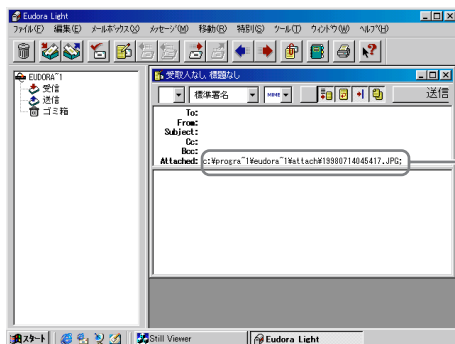 Eudora Light
ファイル(F) 編集(E) メールボックス(X) メッセージ(M) 移動(R) 特別(S) ツール(T) ウィンドウ(W) ヘルプ(H)
EUDORA~1
受信
送信
ゴミ箱
受取人なし, 標題なし
標準署名 MIME 送信
To:
From:
Subject:
Cc:
Bcc:
Attached: c:¥progra~1¥eudora~1¥attach¥19980714045417.JPG;
スタート Still Viewer Eudora Light